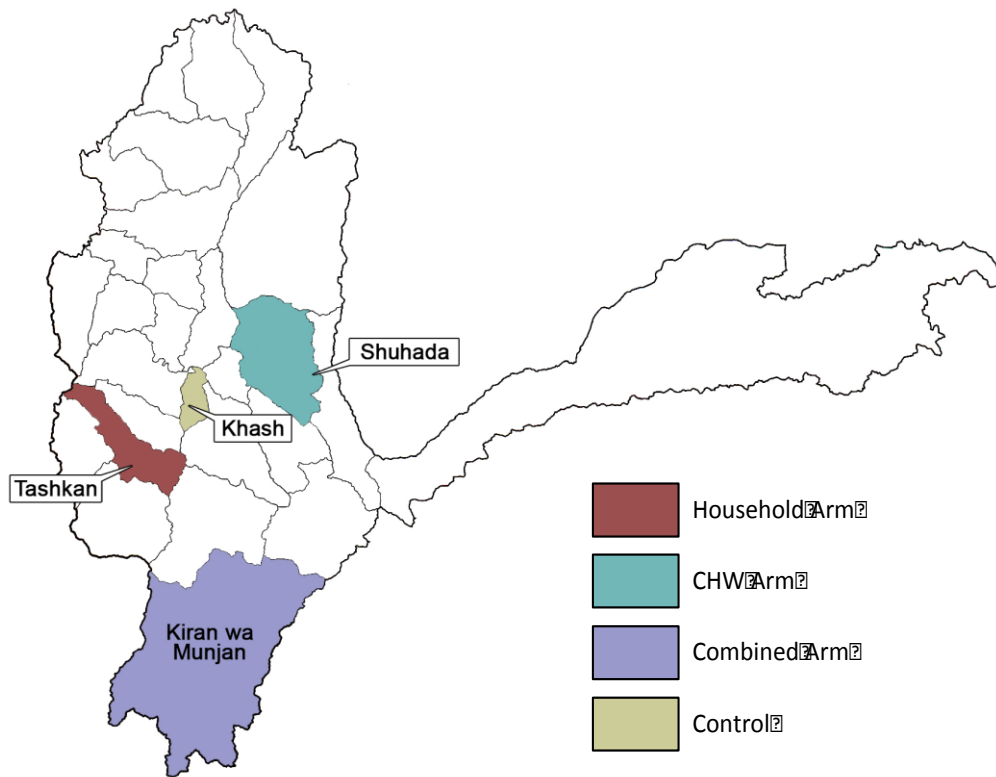 Shuhada
Khash
Tashkan
Kiran wa
Munjan
Household Arm
CHW Arm
Combined Arm
Control